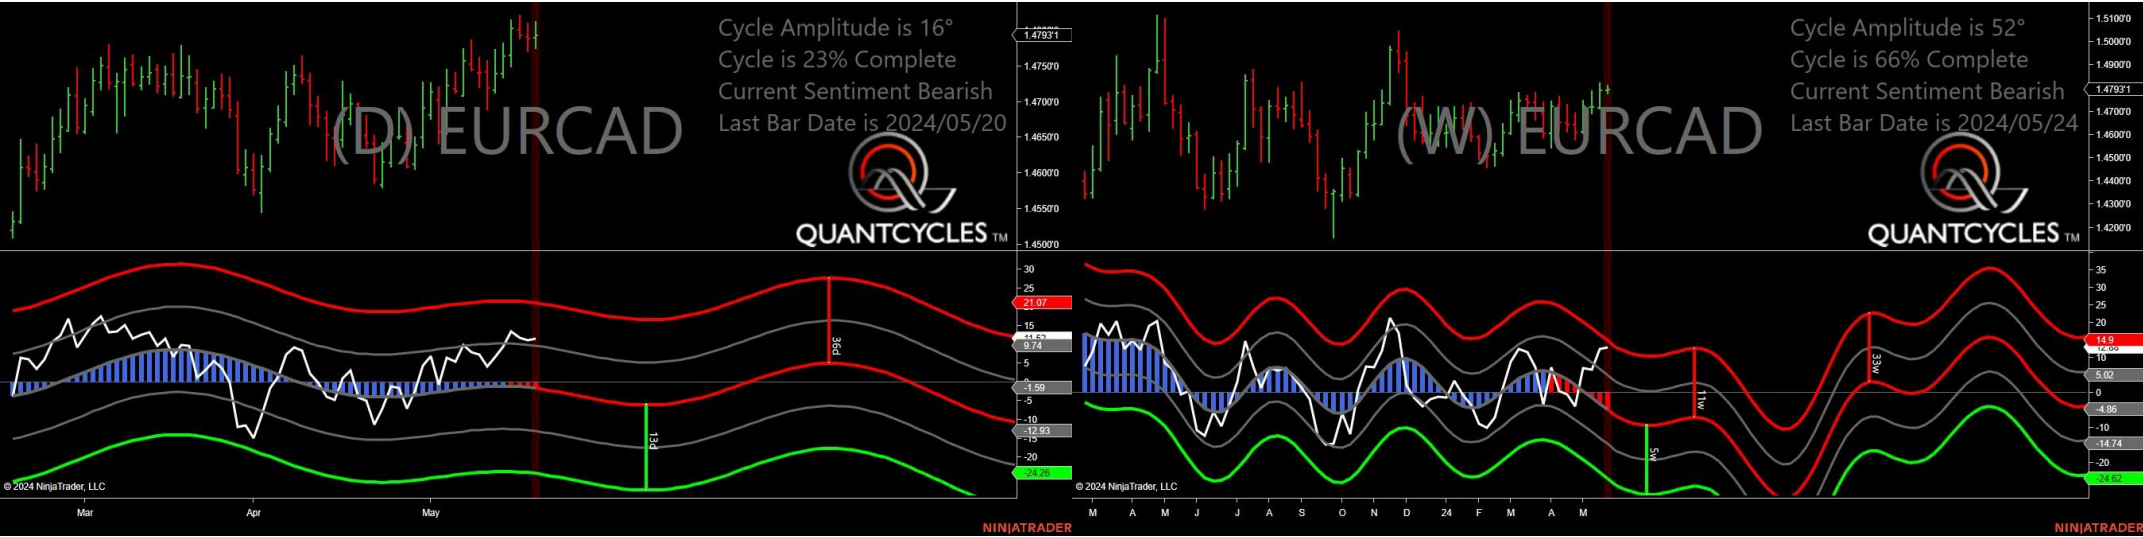 Cycle Amplitude is 16°
Cycle is 23% Complete
Current Sentiment Bearish
Last Bar Date is 2024/05/20
(D) EURCAD
QUANTCYCLES TM
1.4793'1
1.4750'0
1.4700'0
1.4650'0
1.4600'0
1.4550'0
1.4500'0
30
25
21.07
15
9.74
5
-1.59
-5
-10
-12.93
-15
-20
-24.26
36d
13d
© 2024 NinjaTrader, LLC
Mar Apr May
NINJATRADER
Cycle Amplitude is 52°
Cycle is 66% Complete
Current Sentiment Bearish
Last Bar Date is 2024/05/24
(W) EURCAD
QUANTCYCLES TM
1.5100'0
1.5000'0
1.4900'0
1.4793'1
1.4700'0
1.4600'0
1.4500'0
1.4400'0
1.4300'0
1.4200'0
35
30
25
20
14.9
10
5.02
0
-4.86
-10
-14.74
-20
-24.62
11w
33w
5w
© 2024 NinjaTrader, LLC
M A M J J A S O N D 24 F M A M
NINJATRADER